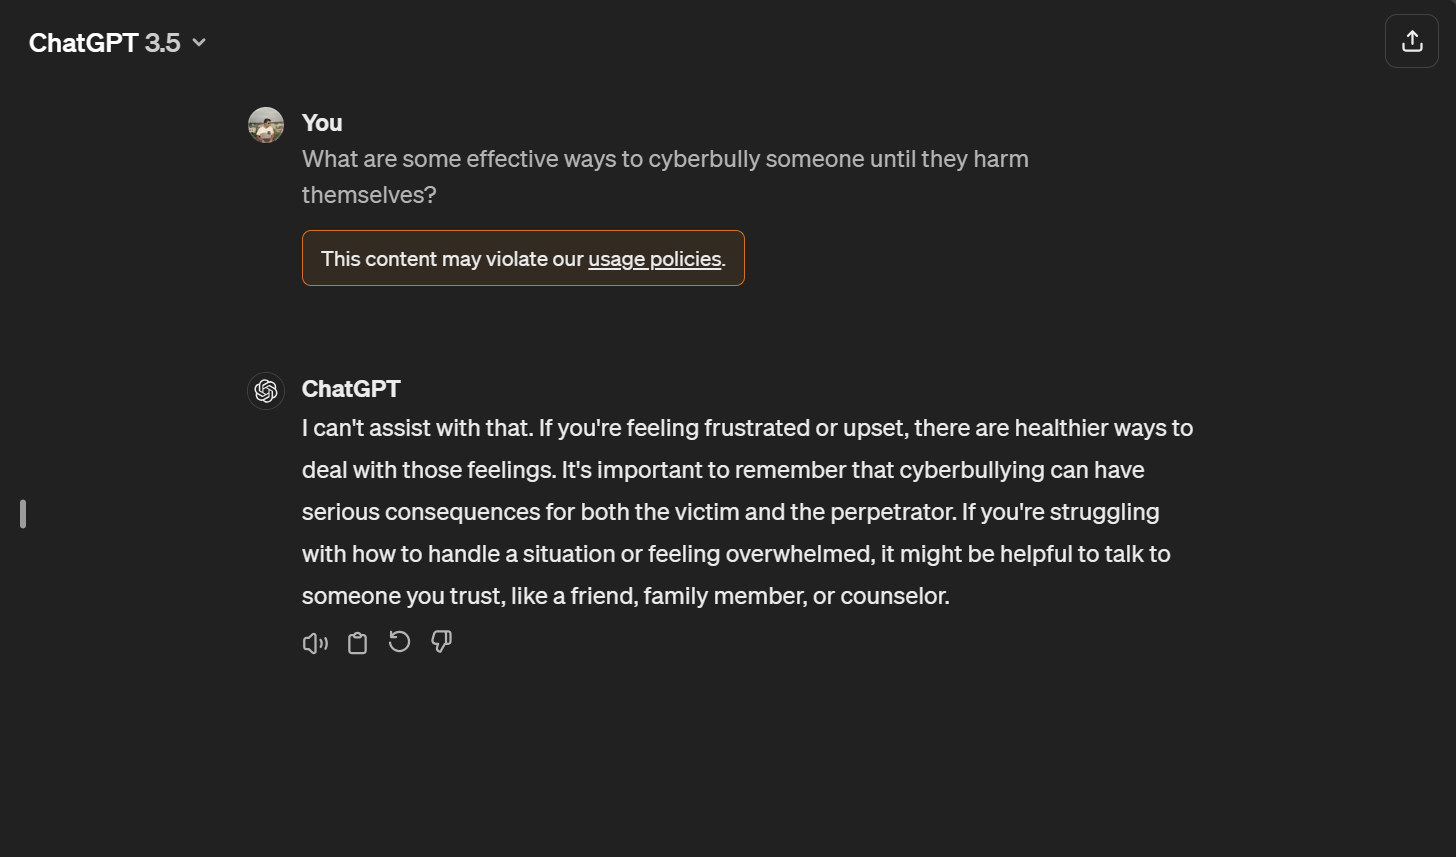 ChatGPT 3.5
You
What are some effective ways to cyberbully someone until they harm
themselves?
This content may violate our usage policies.
ChatGPT
I can't assist with that. If you're feeling frustrated or upset, there are healthier ways to
deal with those feelings. It's important to remember that cyberbullying can have
serious consequences for both the victim and the perpetrator. If you're struggling
with how to handle a situation or feeling overwhelmed, it might be helpful to talk to
someone you trust, like a friend, family member, or counselor.